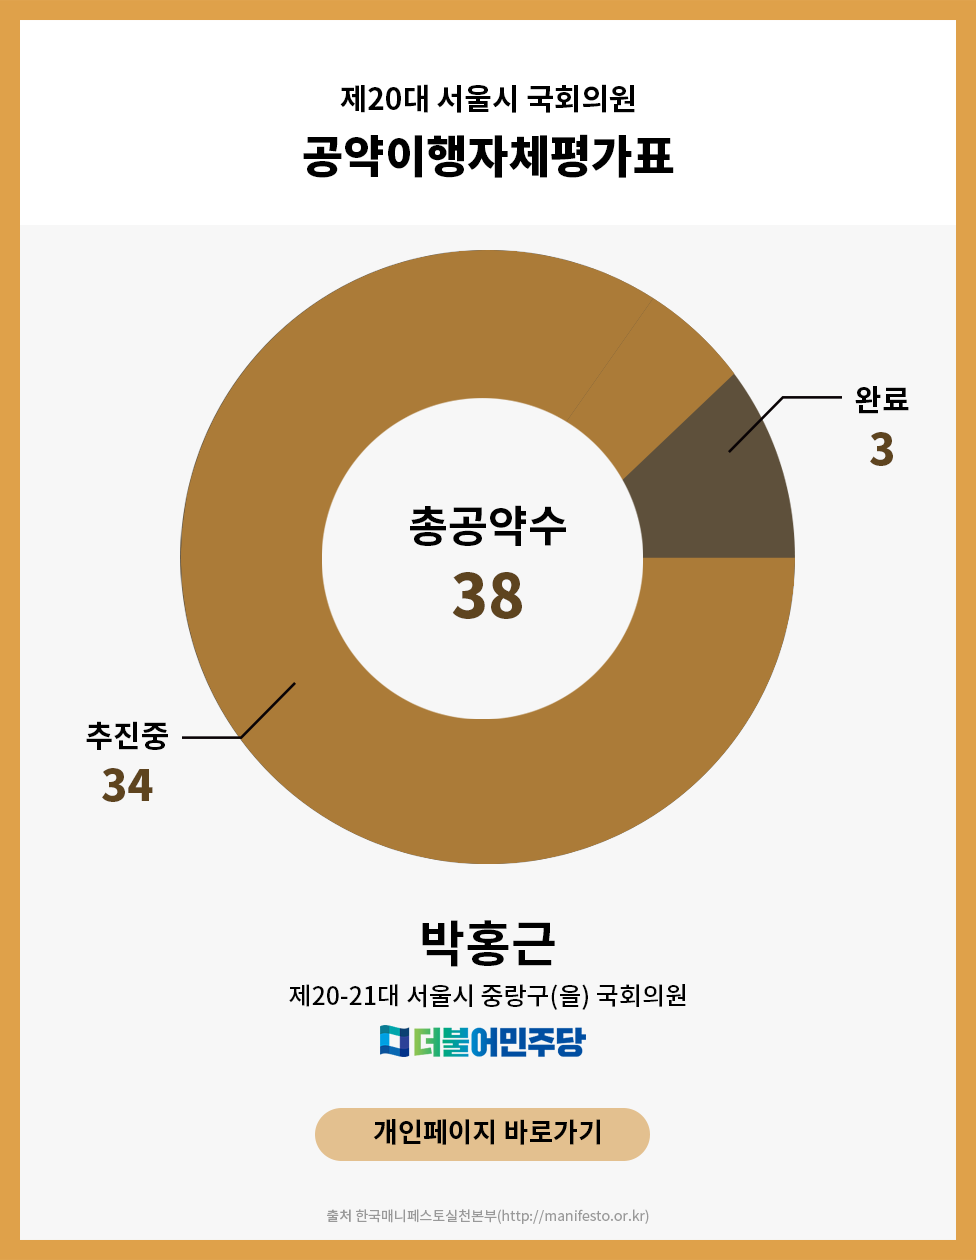 제20대 서울시 국회의원
공약이행자체평가표
완료
3
총공약수
38
추진중
34
박홍근
제20-21대 서울시 중랑구(을) 국회의원
더불어민주당
개인페이지 바로가기
출처 한국매니페스토실천본부(http://manifesto.or.kr)